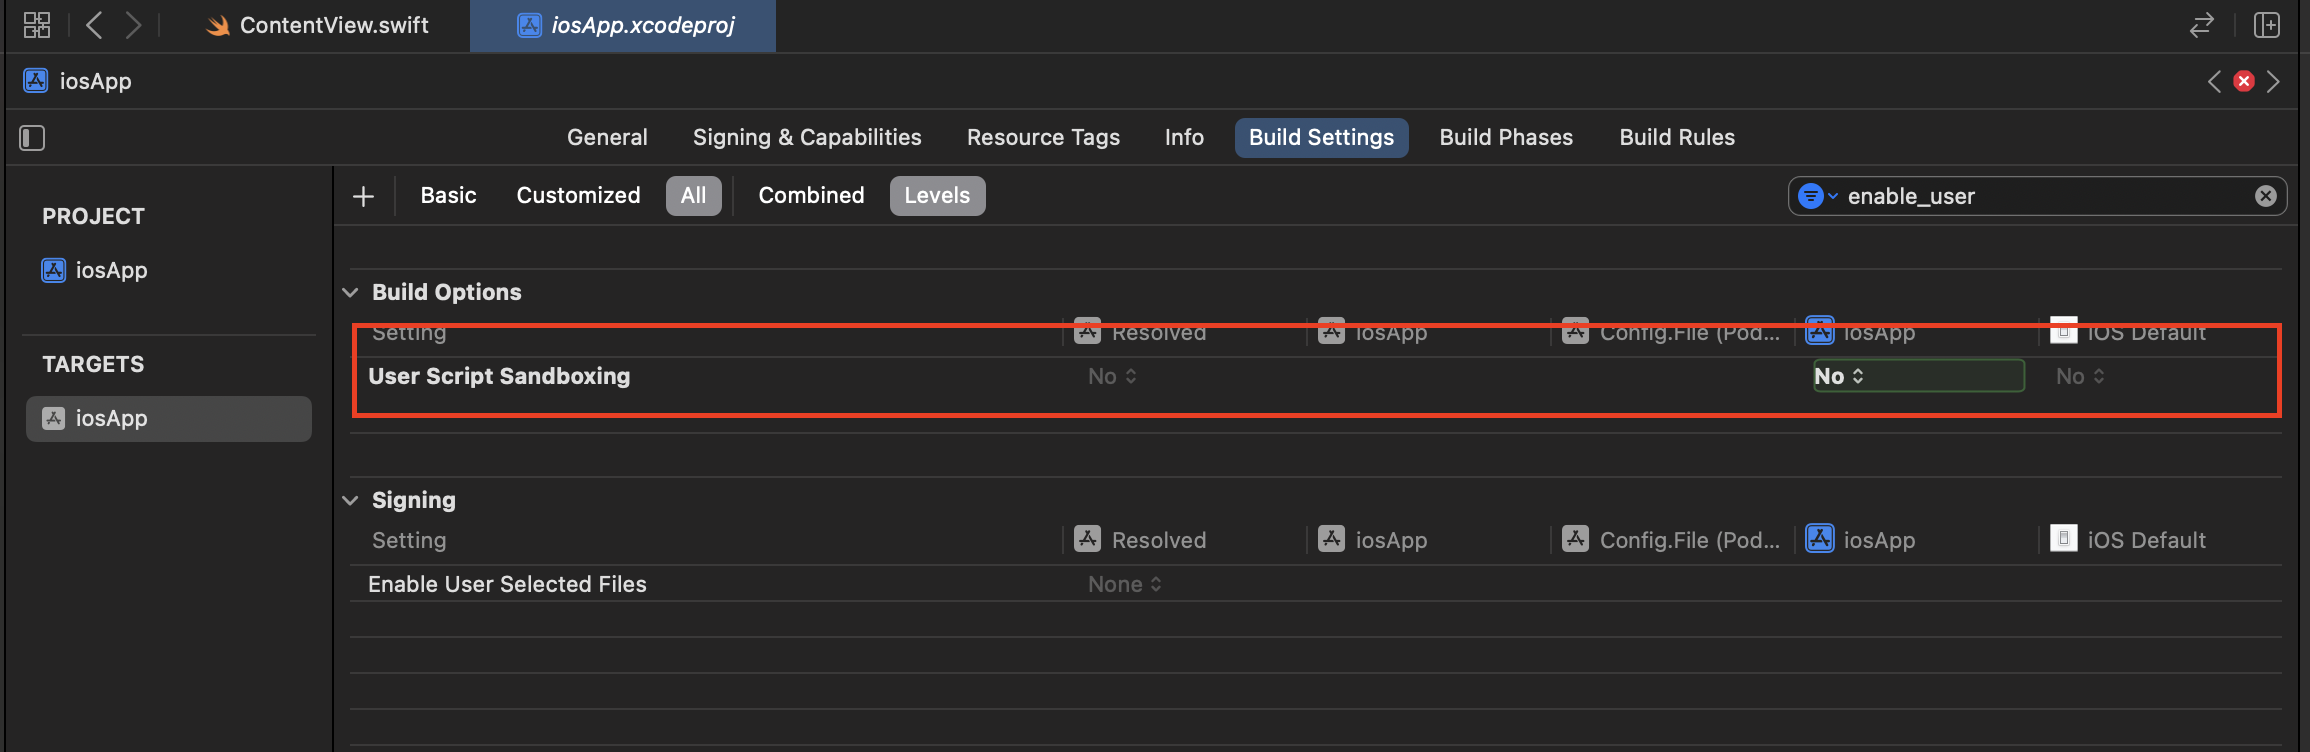 ContentView.swift iosApp.xcodeproj
iosApp
General Signing & Capabilities Resource Tags Info Build Settings Build Phases Build Rules
PROJECT
iosApp
TARGETS
iosApp
Basic Customized All Combined Levels enable_user
Build Options
Setting Resolved iosApp Config.File (Pod... iosApp iOS Default
User Script Sandboxing No No No
Signing
Setting Resolved iosApp Config.File (Pod... iosApp iOS Default
Enable User Selected Files None